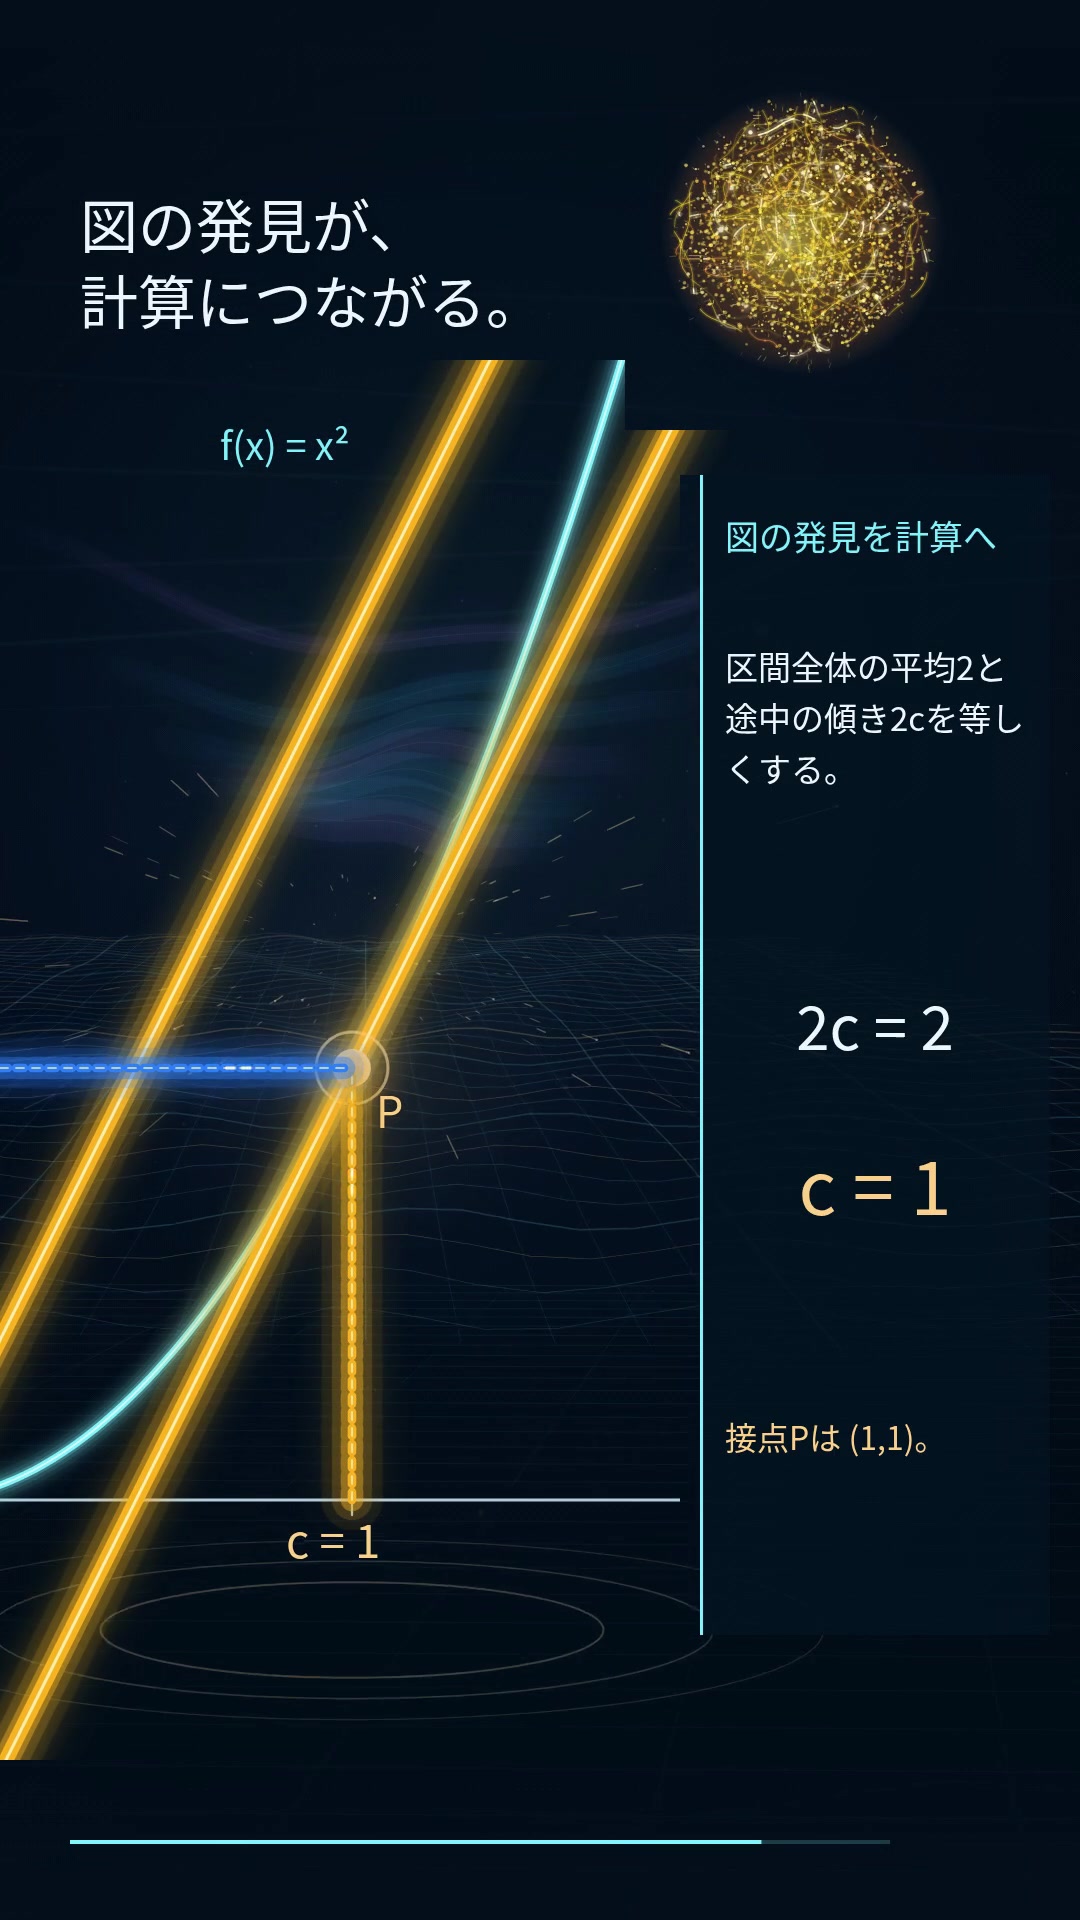 図の発見が、
計算につながる。
f(x) = x²
図の発見を計算へ
区間全体の平均2と
途中の傾き2cを等し
くする。
2c = 2
P
c = 1
接点Pは (1,1)。
c = 1